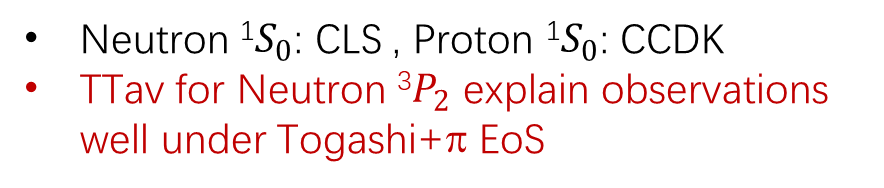 • Neutron ¹S₀: CLS , Proton ¹S₀: CCDK
• TTav for Neutron ³P₂ explain observations
well under Togashi+π EoS